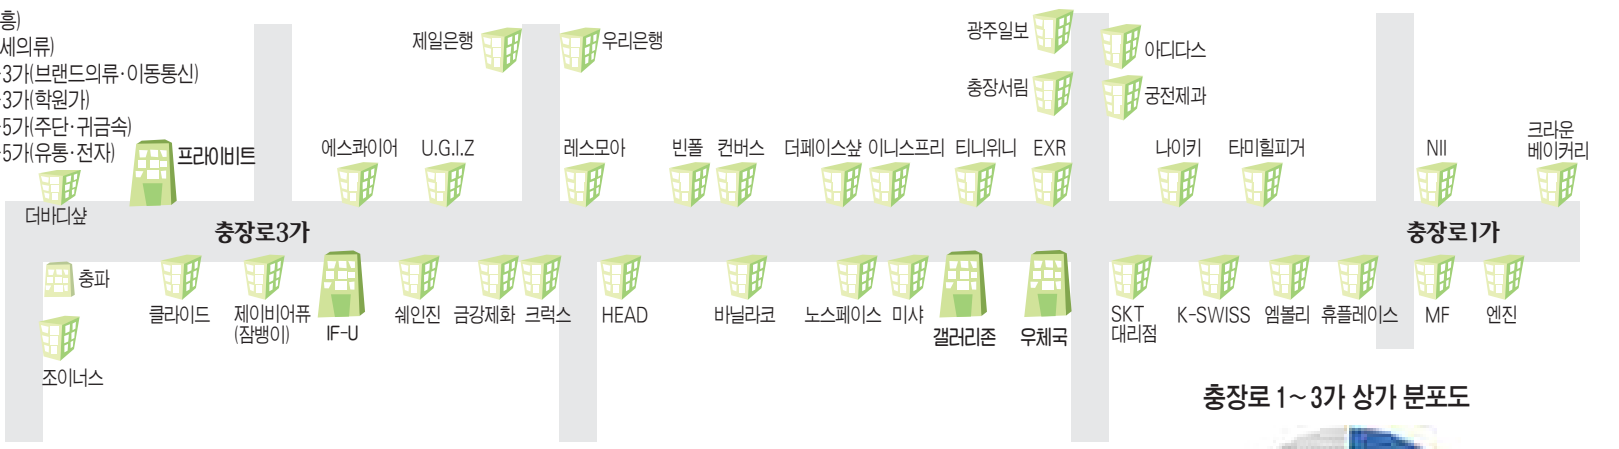 흥)
세의류)
3가(브랜드의류·이동통신)
3가(학원가)
5가(주단·귀금속)
5가(유통·전자)
제일은행
우리은행
광주일보
아디다스
충장서림
궁전제과
프라이비트
에스콰이어
U.G.I.Z
레스모아
빈폴
컨버스
더페이스샾
이니스프리
티니위니
EXR
나이키
타미힐피거
NII
크라운
베이커리
더바디샾
충장로3가
충장로1가
충파
클라이드
제이비어퓨
(잠뱅이)
IF-U
쉐인진
금강제화
크럭스
HEAD
바닐라코
노스페이스
미샤
갤러리존
우체국
SKT
대리점
K-SWISS
엠볼리
휴플레이스
MF
엔진
조이너스
충장로 1~3가 상가 분포도